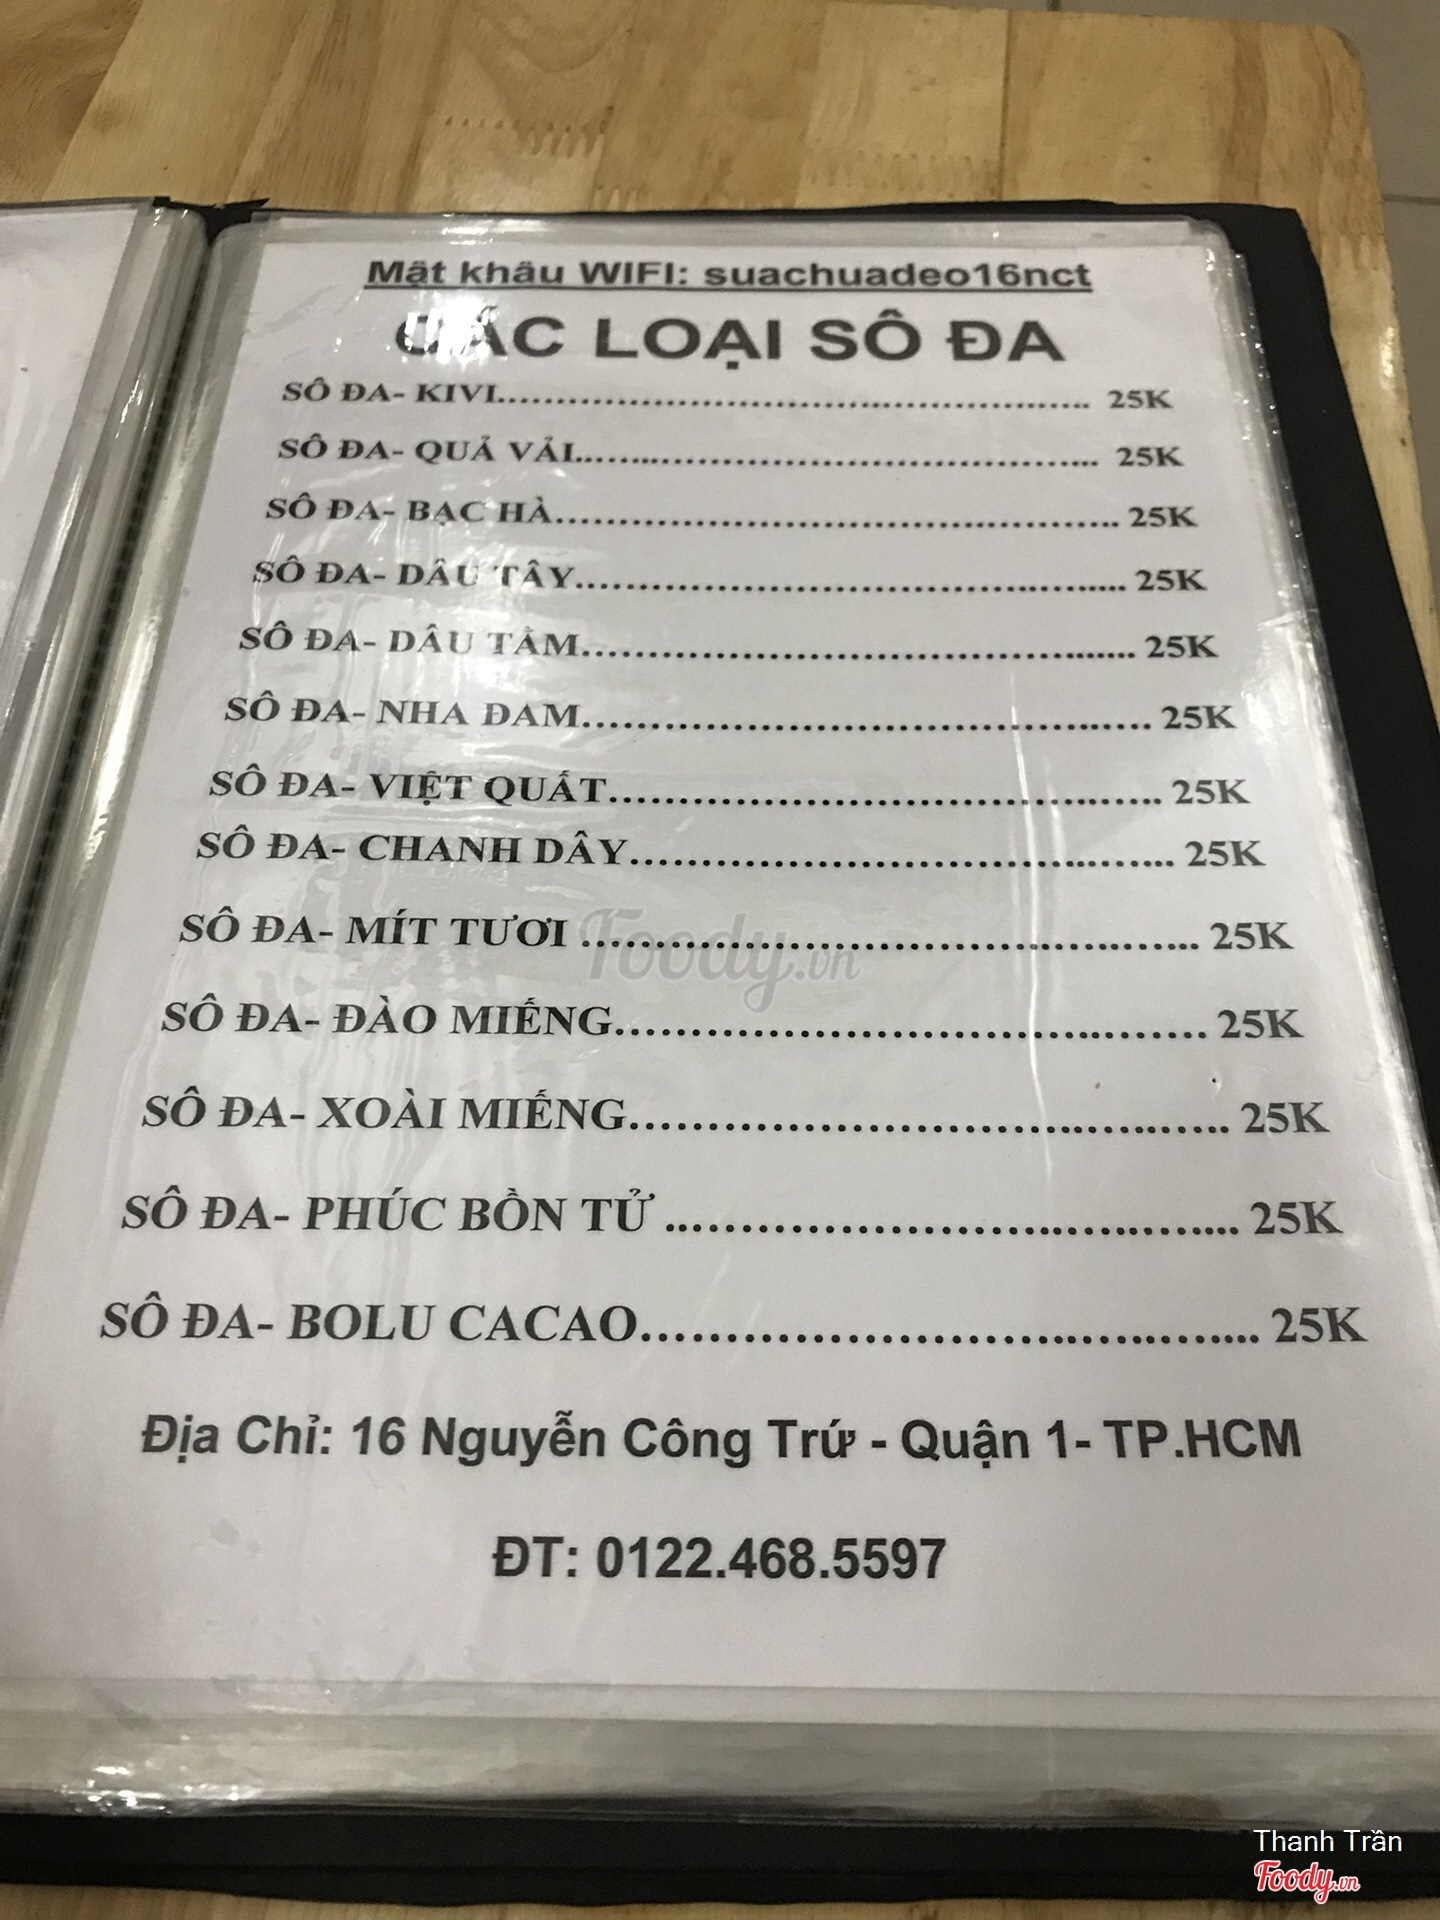 Mật khẩu WIFI: suachuadeo16nct
CÁC LOẠI SÔ ĐA
SÔ ĐA- KIVI........................................................ 25K
SÔ ĐA- QUẢ VẢI.................................................. 25K
SÔ ĐA- BẠC HÀ.................................................... 25K
SÔ ĐA- DÂU TÂY.................................................. 25K
SÔ ĐA- DÂU TẰM.................................................. 25K
SÔ ĐA- NHA ĐAM................................................. 25K
SÔ ĐA- VIỆT QUẤT............................................... 25K
SÔ ĐA- CHANH DÂY.............................................. 25K
SÔ ĐA- MÍT TƯƠI ................................................ 25K
SÔ ĐA- ĐÀO MIẾNG.............................................. 25K
SÔ ĐA- XOÀI MIẾNG............................................. 25K
SÔ ĐA- PHÚC BỒN TỬ .......................................... 25K
SÔ ĐA- BOLU CACAO............................................ 25K
Địa Chỉ: 16 Nguyễn Công Trứ - Quận 1- TP.HCM
ĐT: 0122.468.5597
Foody.vn
Thanh Trần
Foody.vn